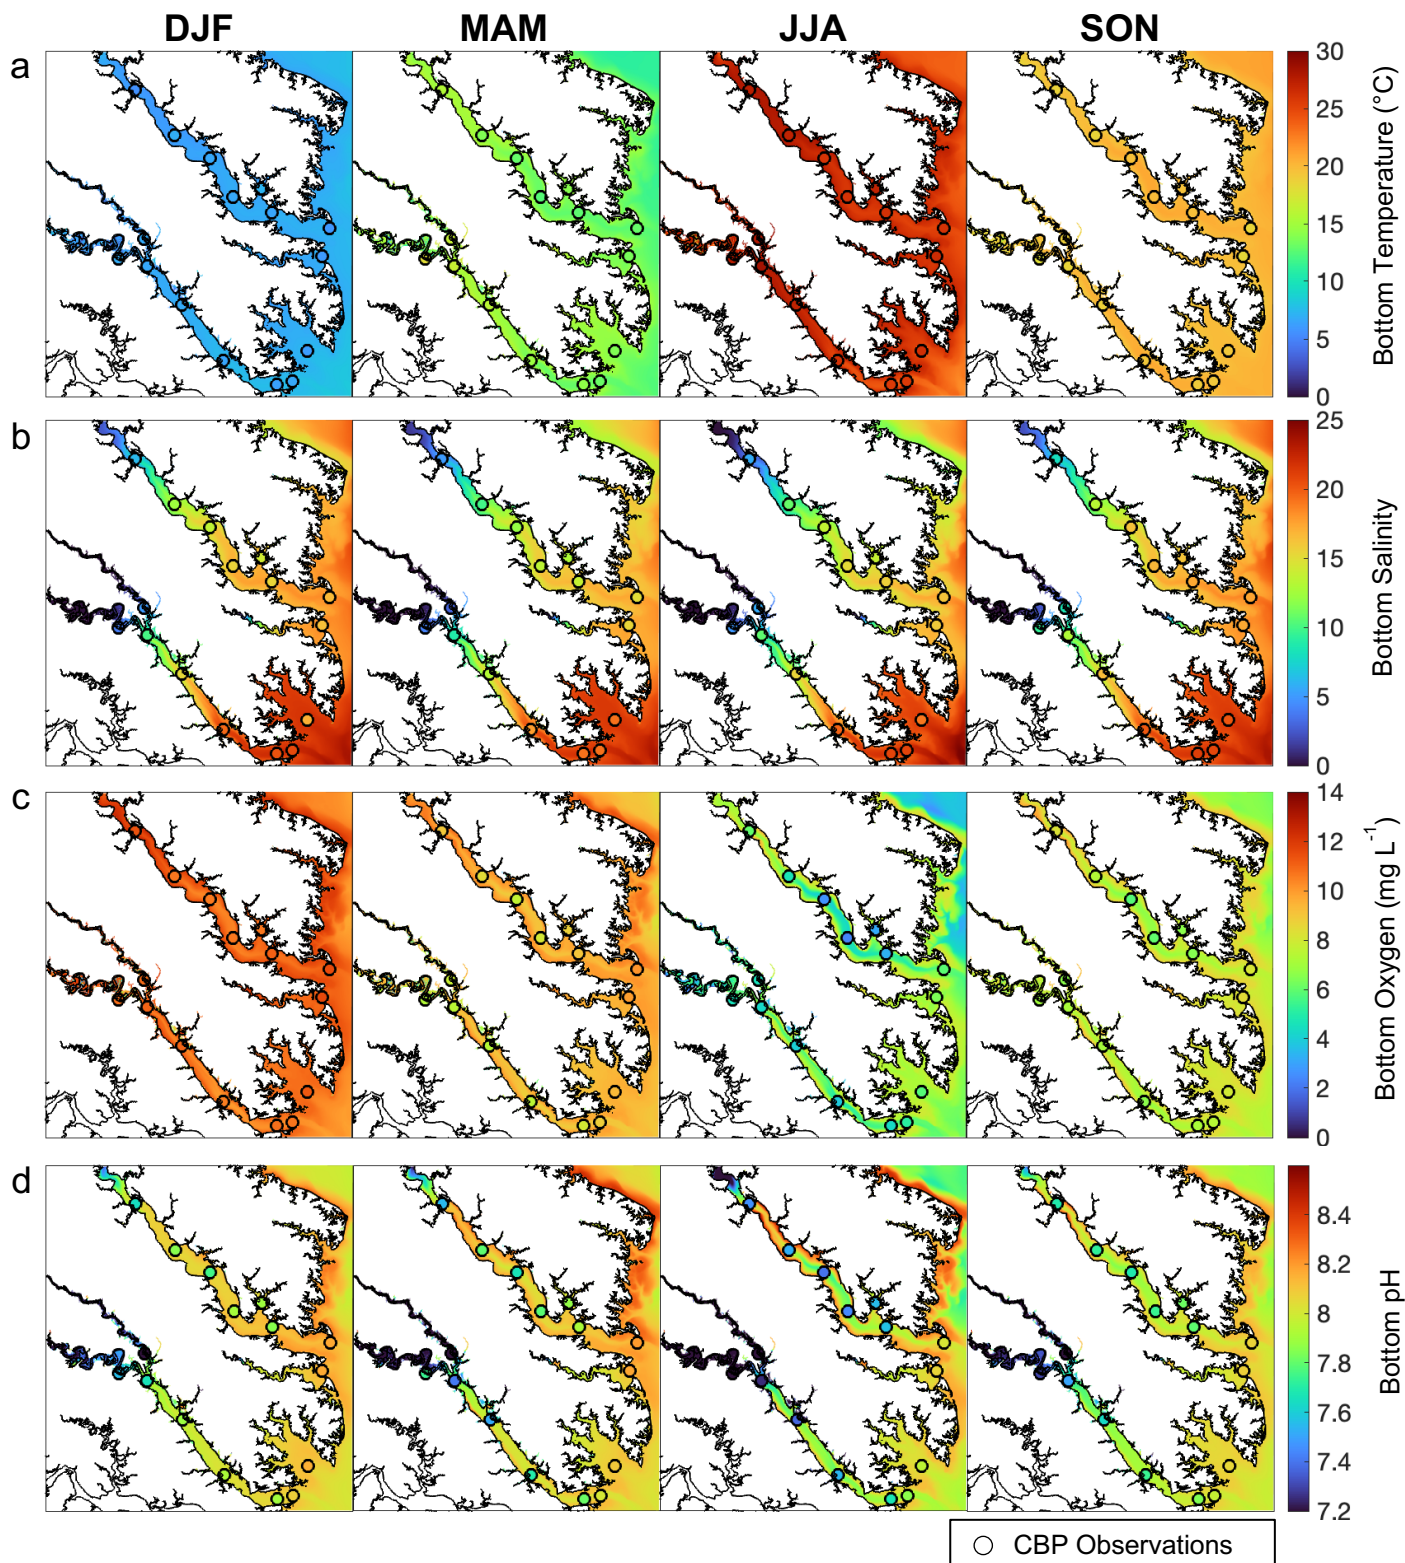 DJF MAM JJA SON
a
30
25
20
15
10
5
0
Bottom Temperature (°C)
b
25
20
15
10
5
0
Bottom Salinity
c
14
12
10
8
6
4
2
0
Bottom Oxygen (mg L⁻¹)
d
8.4
8.2
8
7.8
7.6
7.4
7.2
Bottom pH
CBP Observations